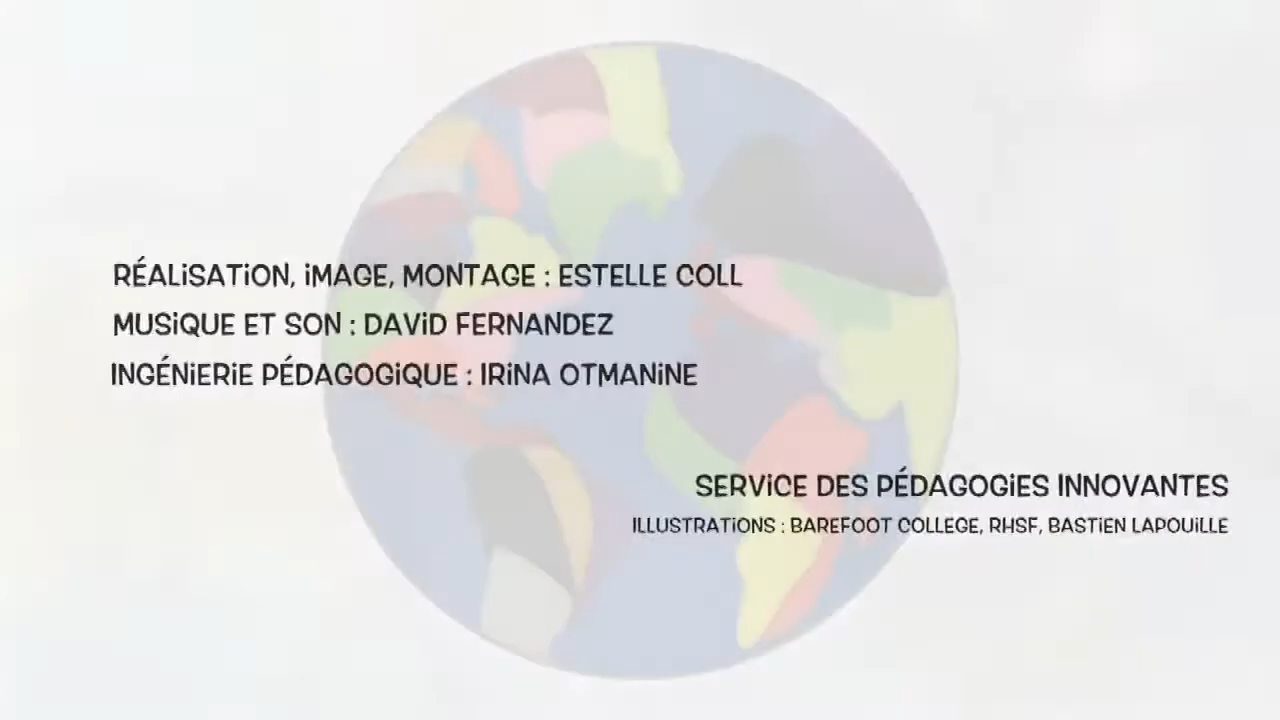 RÉALiSATiON, iMAGE, MONTAGE : ESTELLE COLL
MUSiQUE ET SON : DAViD FERNANDEZ
INGÉNiERiE PÉDAGOGiQUE : IRiNA OTMANiNE
SERViCE DES PÉDAGOGiES INNOVANTES
ILLUSTRATiONS : BAREFOOT COLLEGE, RHSF, BASTiEN LAPOUiLLE